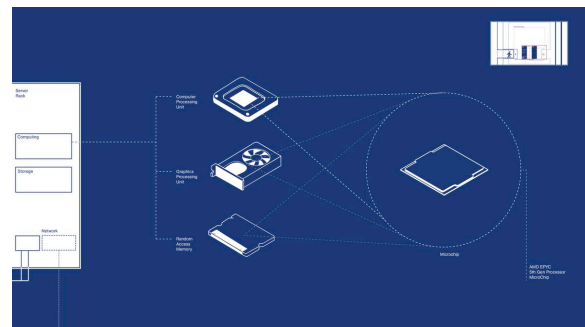 Server
Rack
Computing
Storage
Network
Computer
Processing
Unit
Graphics
Processing
Unit
Random
Access
Memory
Microchip
AMD EPYC
5th Gen Processor
MicroChip